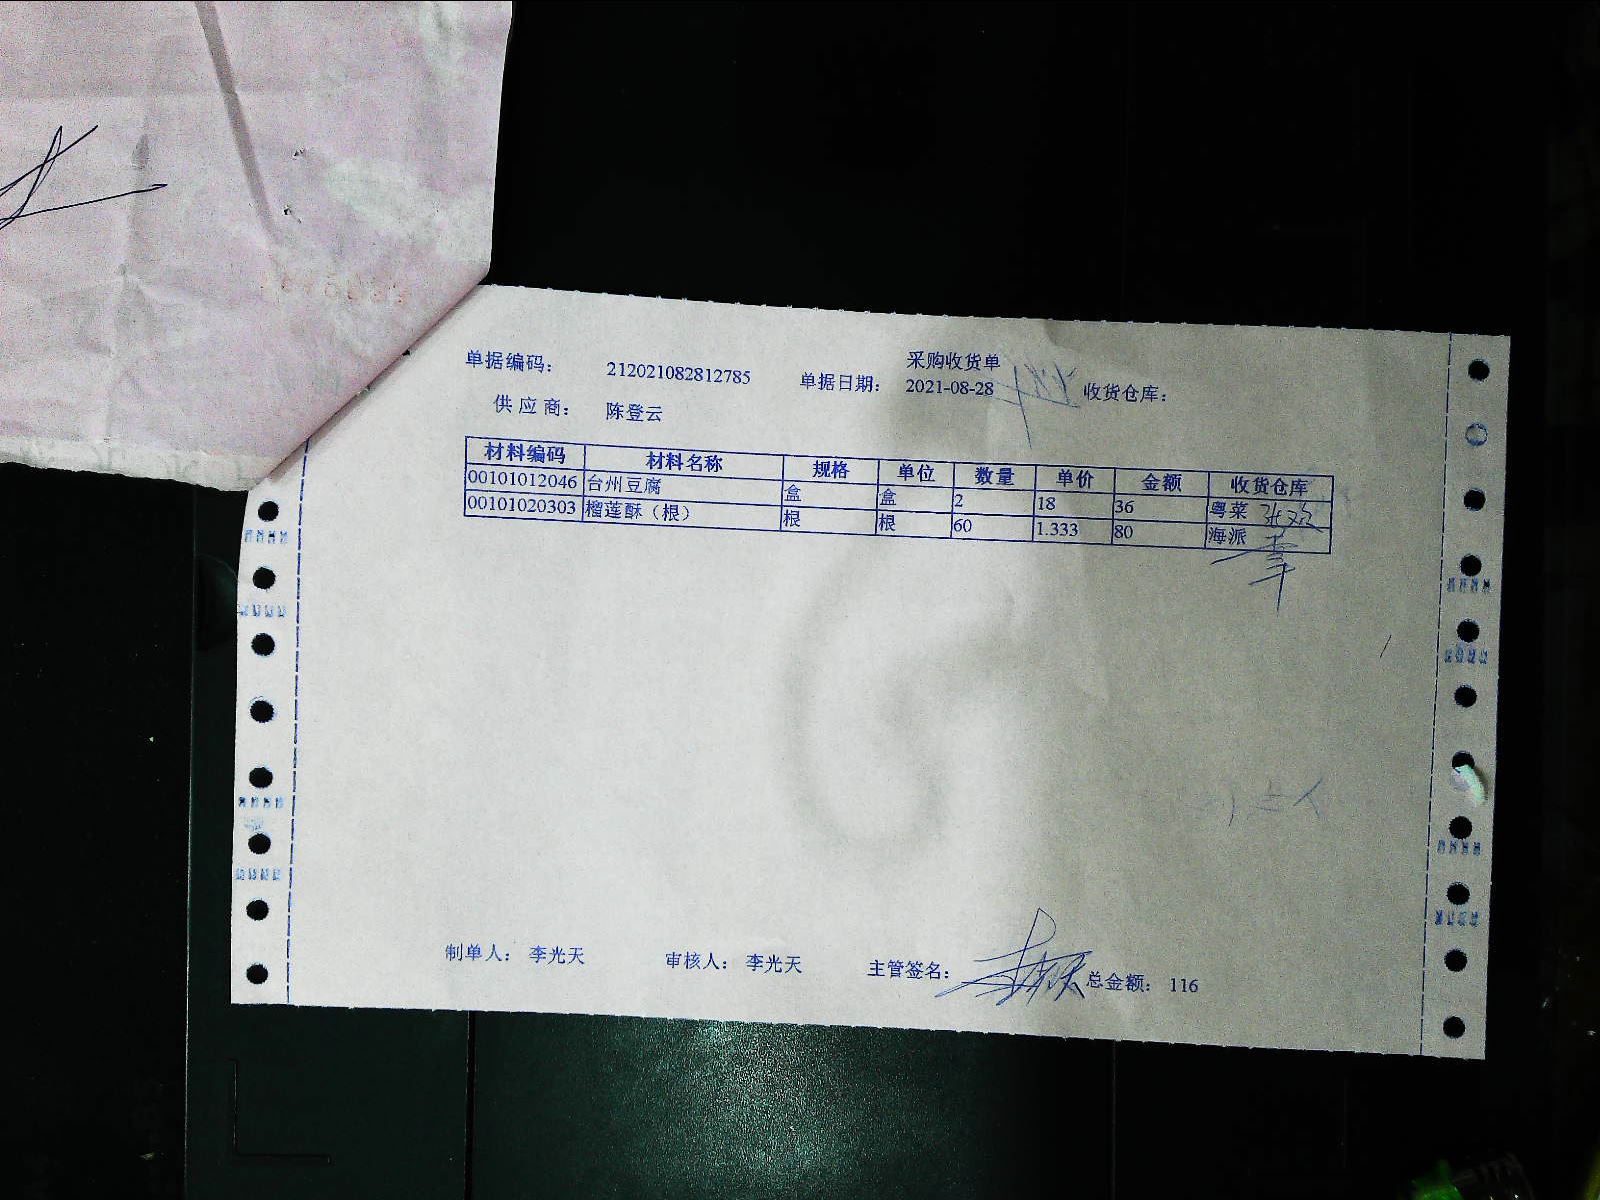 采购收货单
单据编码： 212021082812785 单据日期： 2021-08-28 收货仓库：
供应商： 陈登云
材料编码 材料名称 规格 单位 数量 单价 金额 收货仓库
00101012046 台州豆腐 盒 盒 2 18 36 粤菜
00101020303 榴莲酥（根） 根 根 60 1.333 80 海派
制单人： 李光天 审核人： 李光天 主管签名： 总金额： 116